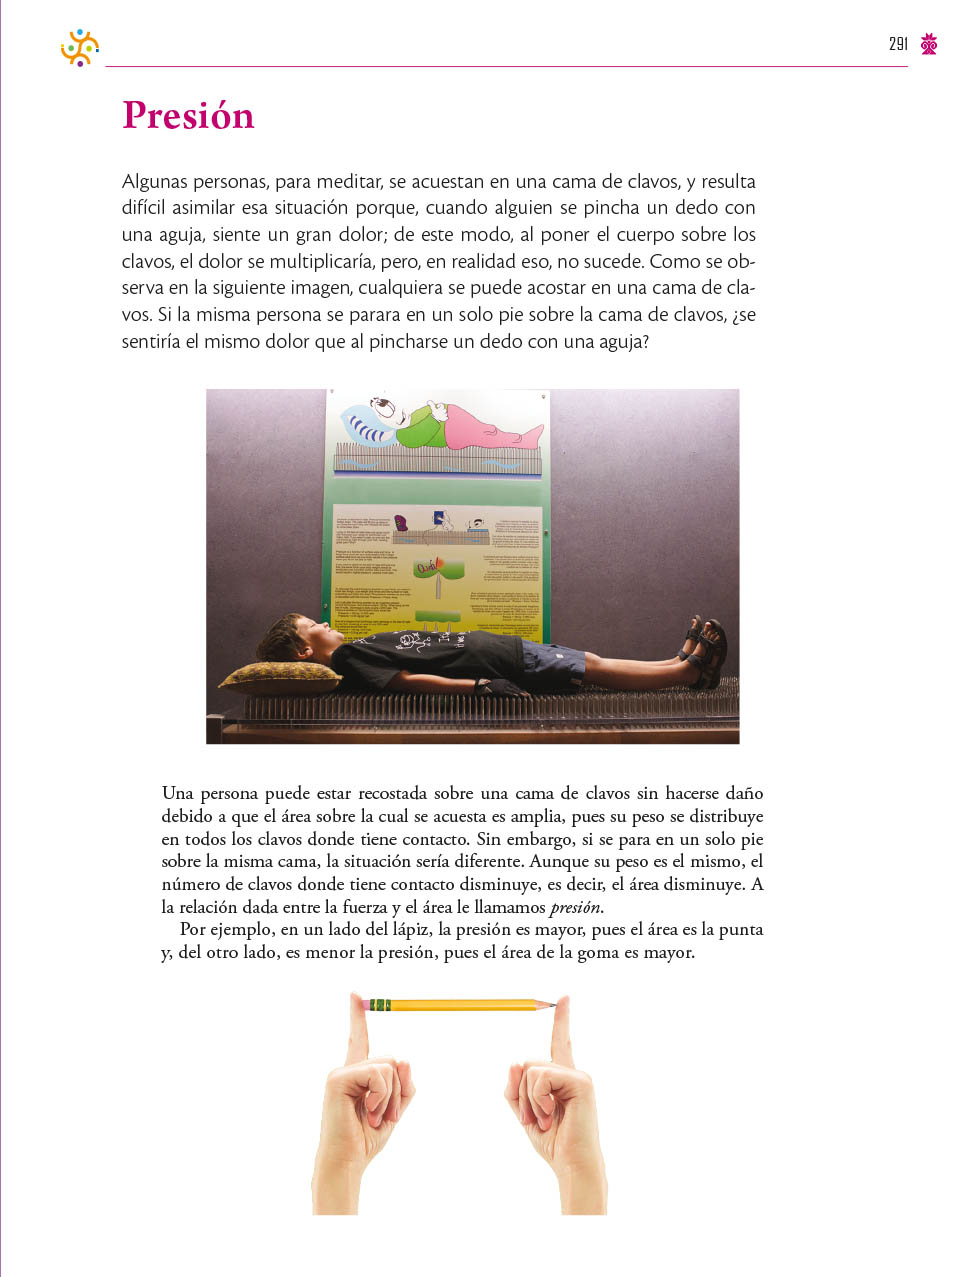 291
Presión
Algunas personas, para meditar, se acuestan en una cama de clavos, y resulta
difícil asimilar esa situación porque, cuando alguien se pincha un dedo con
una aguja, siente un gran dolor; de este modo, al poner el cuerpo sobre los
clavos, el dolor se multiplicaría, pero, en realidad eso, no sucede. Como se ob-
serva en la siguiente imagen, cualquiera se puede acostar en una cama de cla-
vos. Si la misma persona se parara en un solo pie sobre la cama de clavos, ¿se
sentiría el mismo dolor que al pincharse un dedo con una aguja?
Una persona puede estar recostada sobre una cama de clavos sin hacerse daño
debido a que el área sobre la cual se acuesta es amplia, pues su peso se distribuye
en todos los clavos donde tiene contacto. Sin embargo, si se para en un solo pie
sobre la misma cama, la situación sería diferente. Aunque su peso es el mismo, el
número de clavos donde tiene contacto disminuye, es decir, el área disminuye. A
la relación dada entre la fuerza y el área le llamamos presión.
Por ejemplo, en un lado del lápiz, la presión es mayor, pues el área es la punta
y, del otro lado, es menor la presión, pues el área de la goma es mayor.